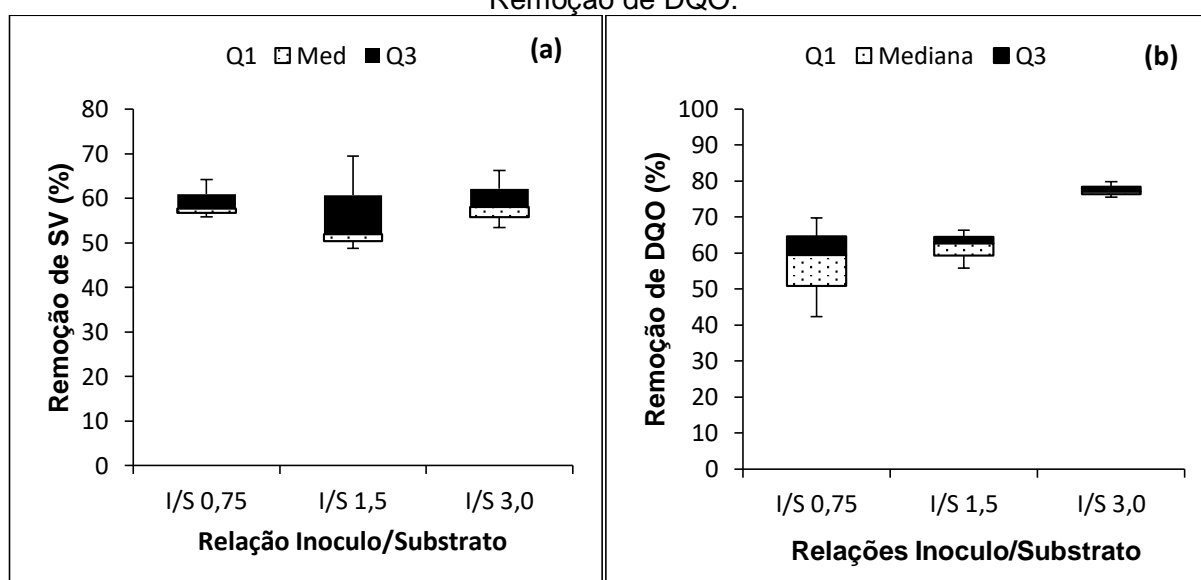 Remoção de DQO.
Q1 Med Q3 (a)
80
70
60
50
40
30
20
10
0
Remoção de SV (%)
I/S 0,75 I/S 1,5 I/S 3,0
Relação Inoculo/Substrato
Q1 Mediana Q3 (b)
100
90
80
70
60
50
40
30
20
10
0
Remoção de DQO (%)
I/S 0,75 I/S 1,5 I/S 3,0
Relações Inoculo/Substrato